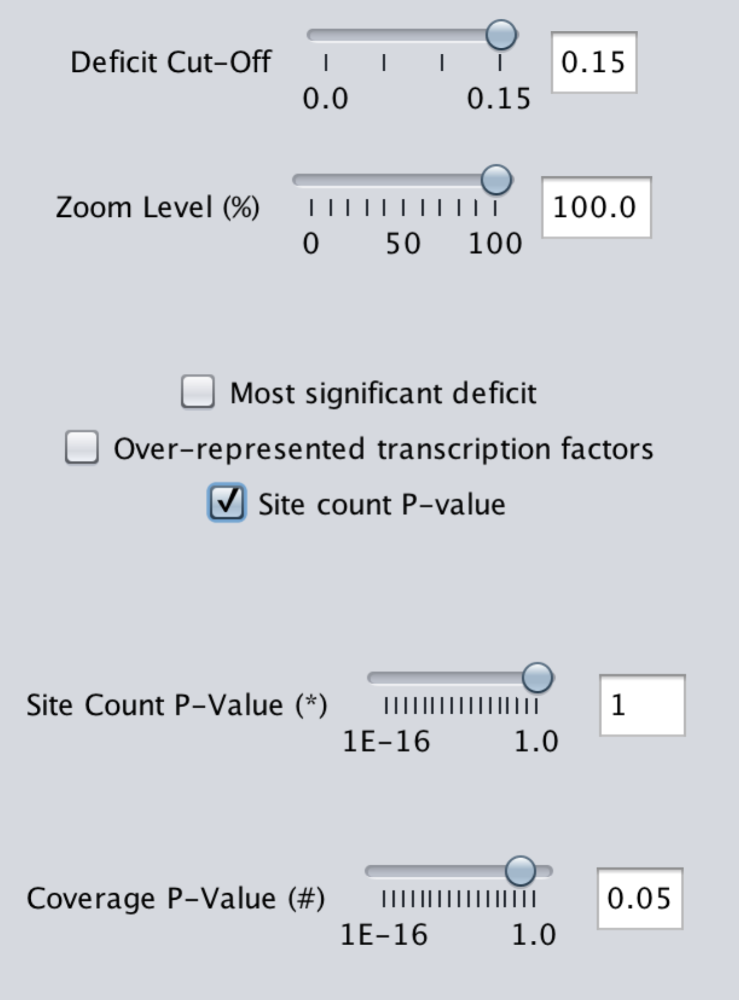 Deficit Cut-Off
0.0 0.15
0.15
Zoom Level (%)
0 50 100
100.0
Most significant deficit
Over-represented transcription factors
Site count P-value
Site Count P-Value (*)
1E-16 1.0
1
Coverage P-Value (#)
1E-16 1.0
0.05